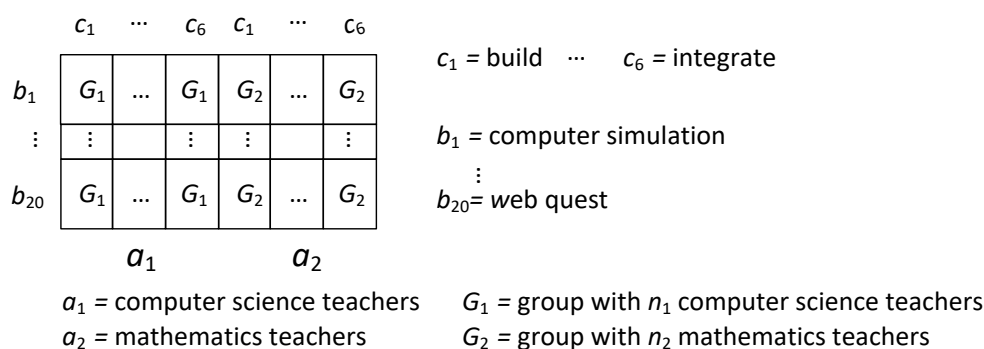 c1 ... c6 c1 ... c6
c1 = build ... c6 = integrate
b1 G1 ... G1 G2 ... G2
⋮ ⋮ ⋮ ⋮ ⋮
b1 = computer simulation
⋮
b20 G1 ... G1 G2 ... G2
b20= web quest
a1 a2
a1 = computer science teachers G1 = group with n1 computer science teachers
a2 = mathematics teachers G2 = group with n2 mathematics teachers